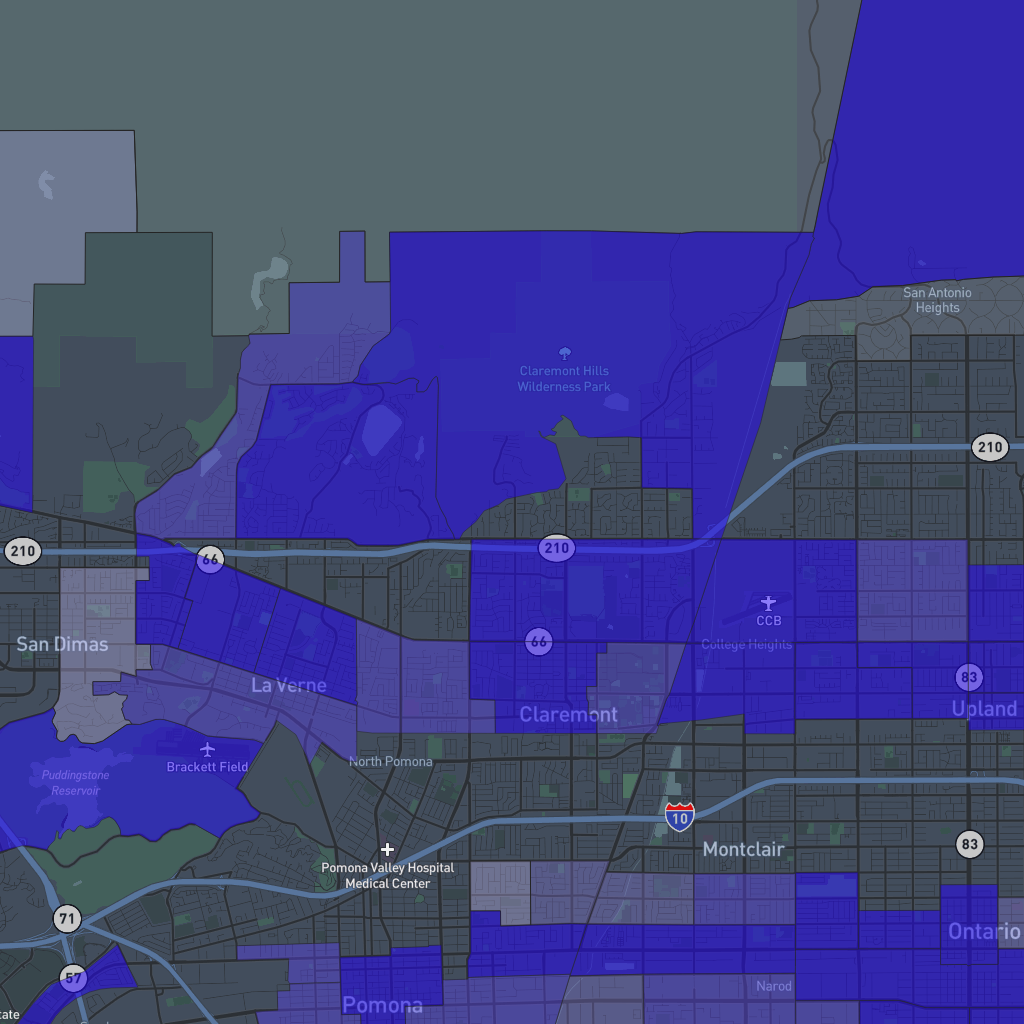 San Antonio
Heights
Claremont Hills
Wilderness Park
210
210
210
66
CCB
66
College Heights
San Dimas
La Verne
83
Upland
Claremont
Brackett Field
North Pomona
Puddingstone
Reservoir
10
Montclair
83
Pomona Valley Hospital
Medical Center
71
Ontario
57
Narod
Pomona